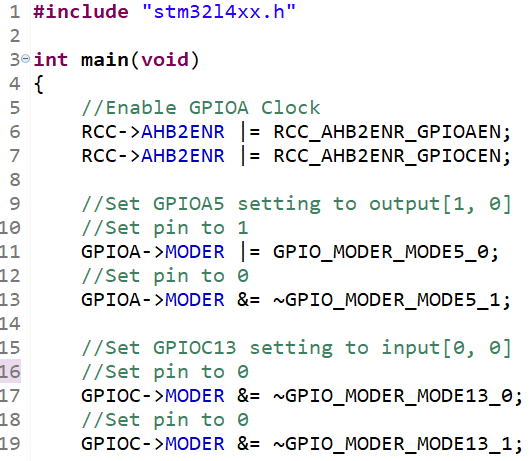 1 #include "stm32l4xx.h"
2
3 int main(void)
4 {
5     //Enable GPIOA Clock
6     RCC->AHB2ENR |= RCC_AHB2ENR_GPIOAEN;
7     RCC->AHB2ENR |= RCC_AHB2ENR_GPIOCEN;
8
9     //Set GPIOA5 setting to output[1, 0]
10     //Set pin to 1
11     GPIOA->MODER |= GPIO_MODER_MODE5_0;
12     //Set pin to 0
13     GPIOA->MODER &= ~GPIO_MODER_MODE5_1;
14
15     //Set GPIOC13 setting to input[0, 0]
16     //Set pin to 0
17     GPIOC->MODER &= ~GPIO_MODER_MODE13_0;
18     //Set pin to 0
19     GPIOC->MODER &= ~GPIO_MODER_MODE13_1;